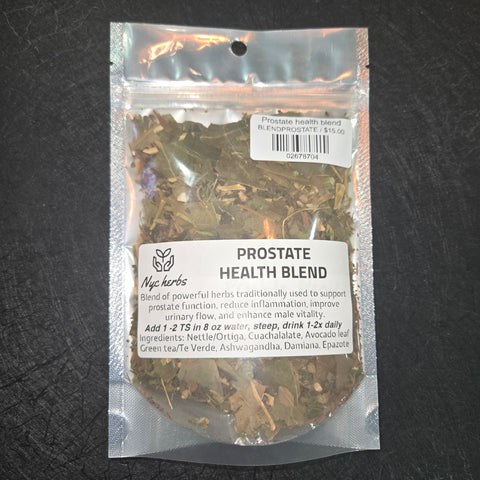 Prostate health blend
BLENDPROSTATE / $15.00
02678704
Nyc herbs
PROSTATE
HEALTH BLEND
Blend of powerful herbs traditionally used to support
prostate function, reduce inflammation, improve
urinary flow, and enhance male vitality.
Add 1 -2 TS in 8 oz water, steep, drink 1-2x daily
Ingredients: Nettle/Ortiga, Cuachalalate, Avocado leaf
Green tea/Te Verde, Ashwagandha, Damiana, Epazote